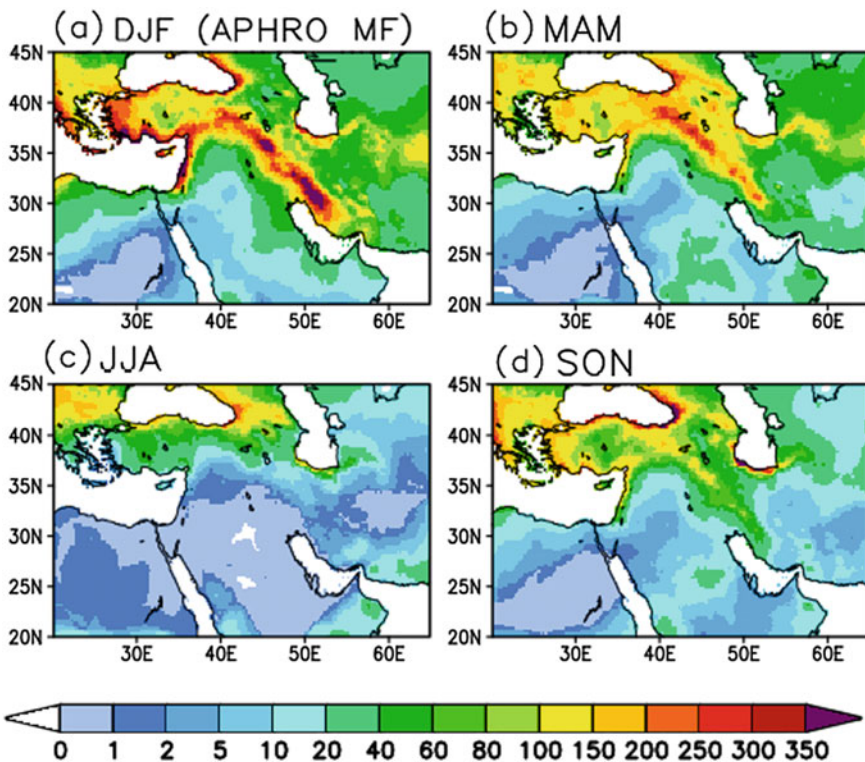 (a) DJF (APHRO MF) (b) MAM
45N 45N
40N 40N
35N 35N
30N 30N
25N 25N
20N 20N
30E 40E 50E 60E 30E 40E 50E 60E
(c) JJA (d) SON
45N 45N
40N 40N
35N 35N
30N 30N
25N 25N
20N 20N
30E 40E 50E 60E 30E 40E 50E 60E
0 1 2 5 10 20 40 60 80 100 150 200 250 300 350